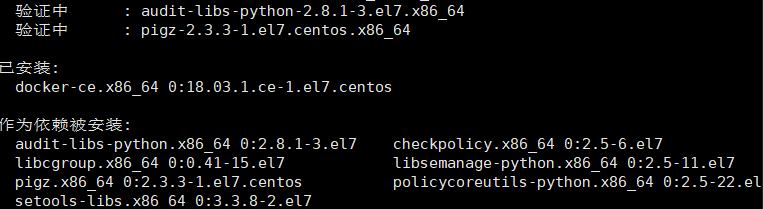 验证中      : audit-libs-python-2.8.1-3.el7.x86_64
验证中      : pigz-2.3.3-1.el7.centos.x86_64
已安装:
docker-ce.x86_64 0:18.03.1.ce-1.el7.centos
作为依赖被安装:
audit-libs-python.x86_64 0:2.8.1-3.el7    checkpolicy.x86_64 0:2.5-6.el7
libcgroup.x86_64 0:0.41-15.el7    libsemanage-python.x86_64 0:2.5-11.el7
pigz.x86_64 0:2.3.3-1.el7.centos    policycoreutils-python.x86_64 0:2.5-22.el
setools-libs.x86_64 0:3.3.8-2.el7